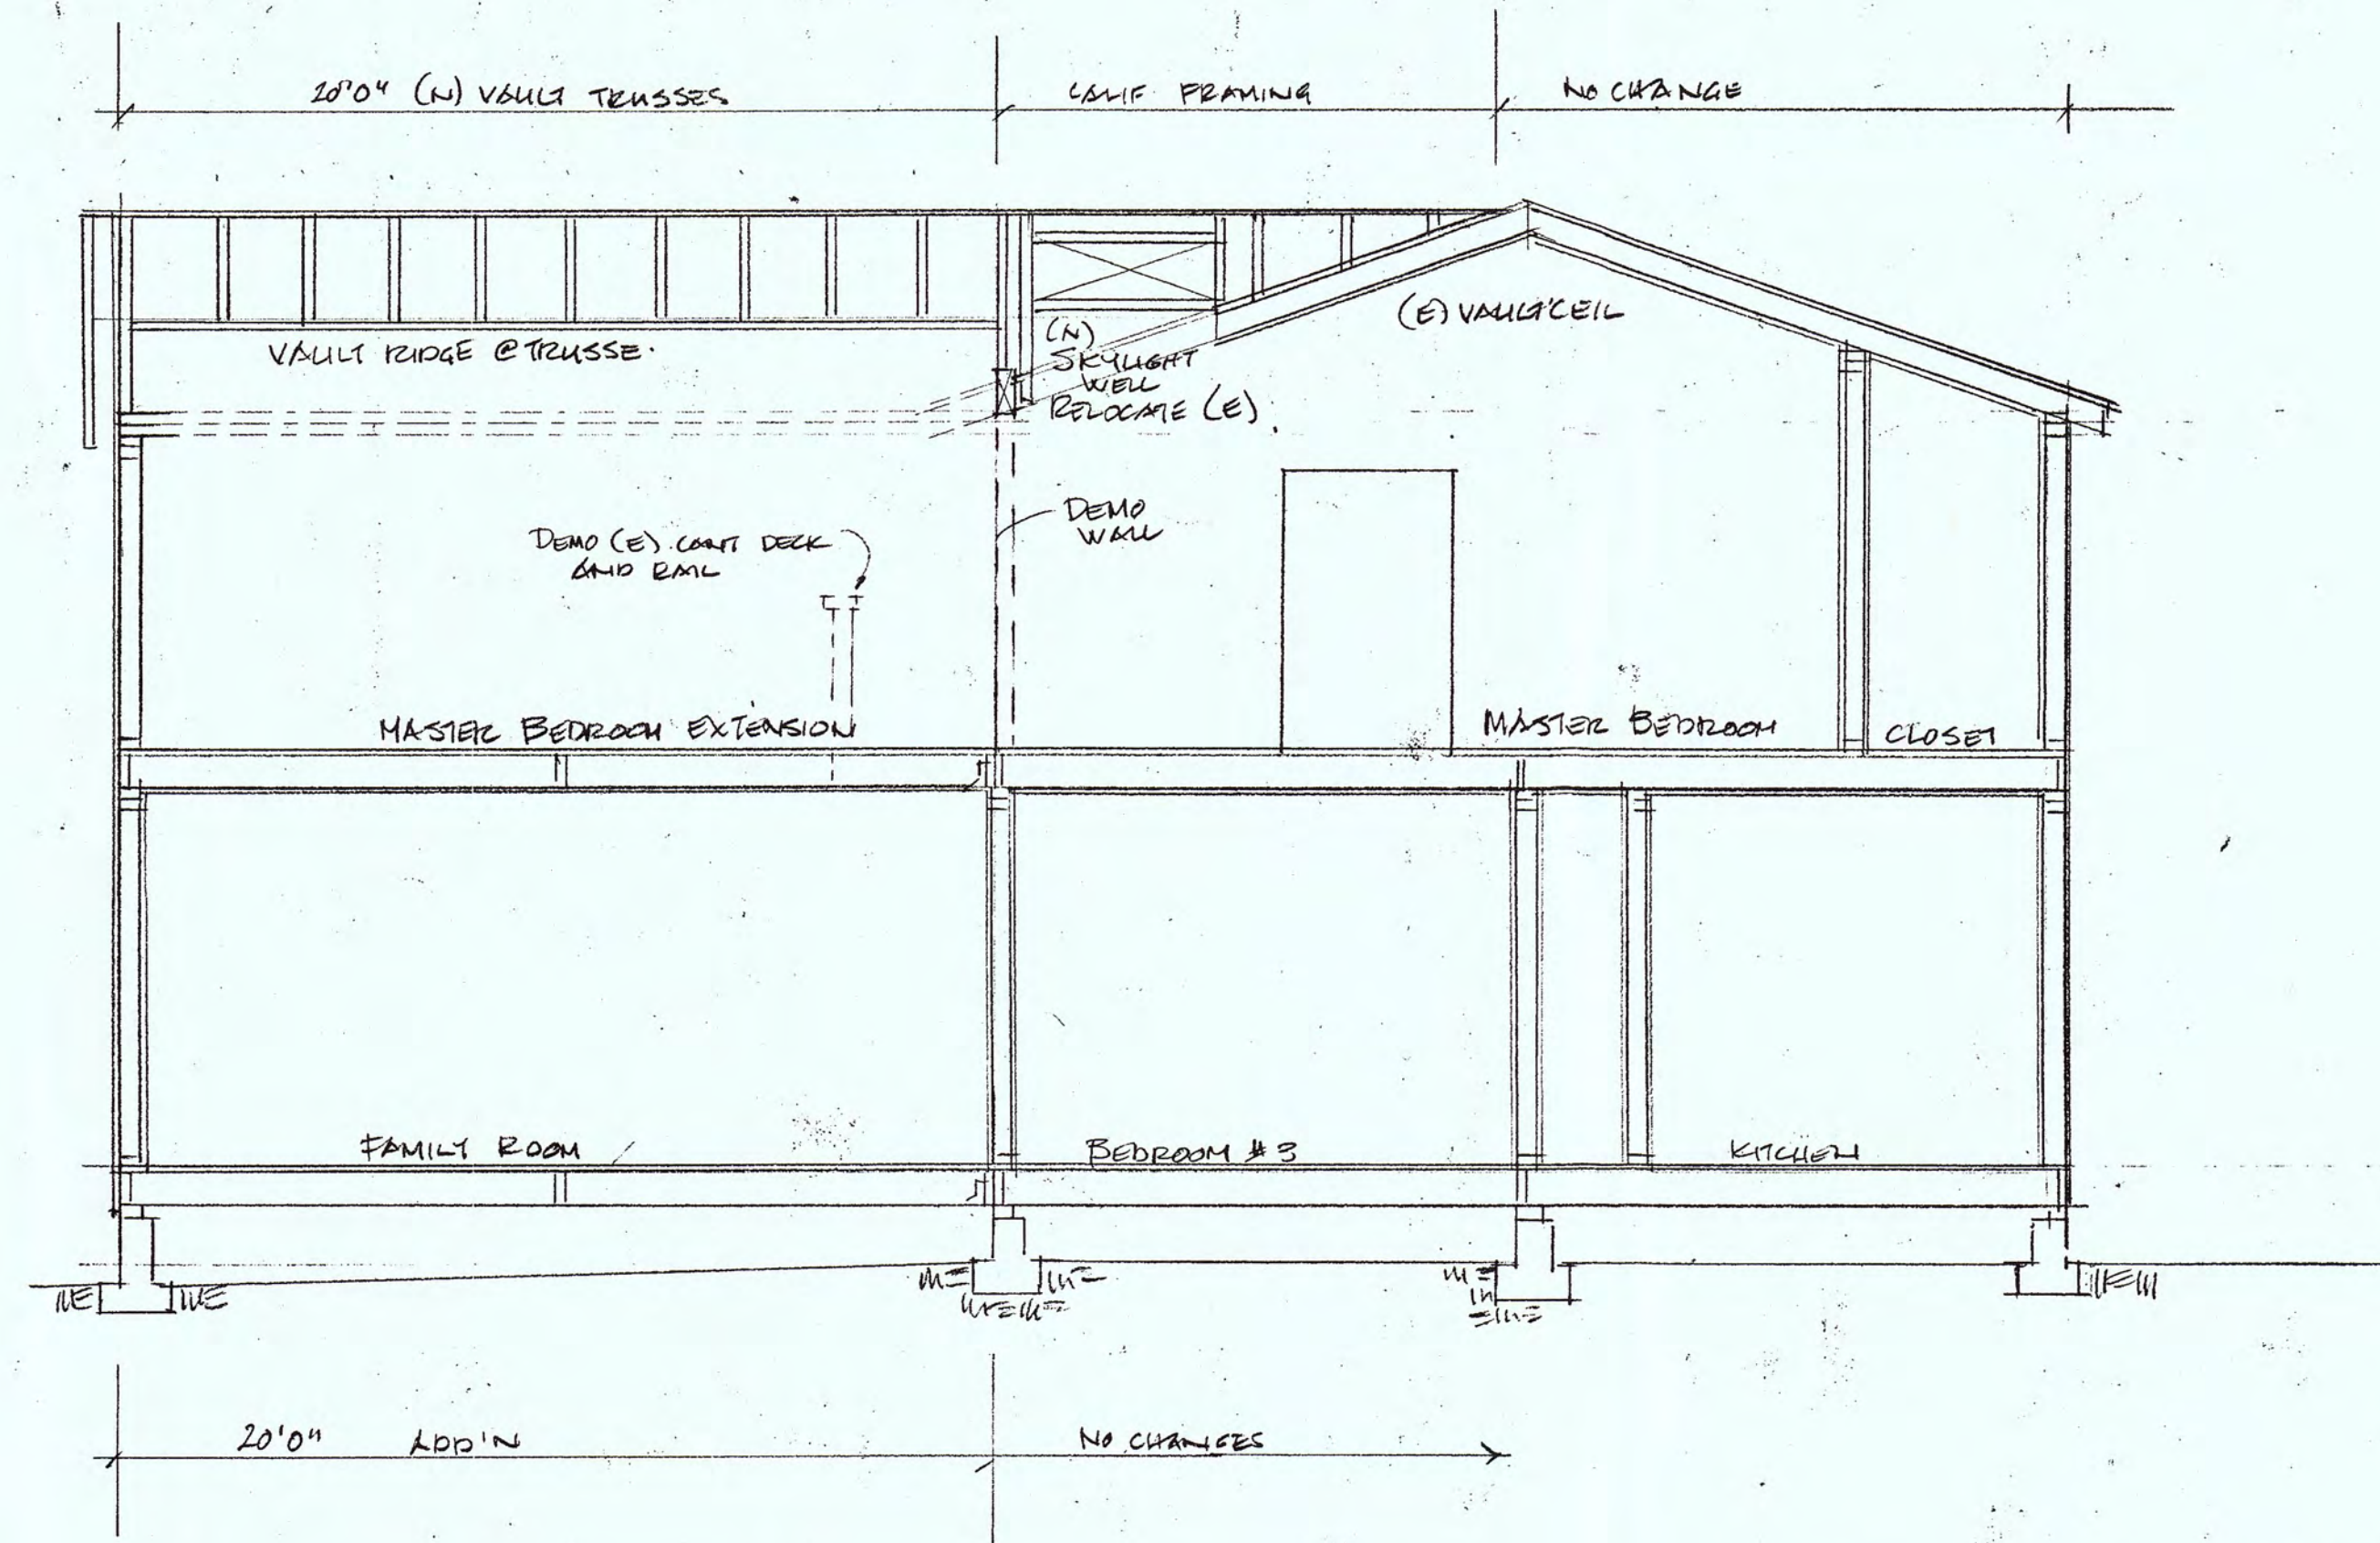 20'0" (N) VAULT TRUSSES
CALIF FRAMING
NO CHANGE
(E) VAULT'CEIL
VAULT RIDGE @ TRUSSE.
(N)
SKYLIGHT
WELL
RELOCATE (E)
DEMO
WALL
DEMO (E) CANT DECK
AND RAIL
MASTER BEDROOM EXTENSION
MASTER BEDROOM
CLOSET
FAMILY ROOM
BEDROOM #3
KITCHEN
20'0" ADD'N
NO CHANGES